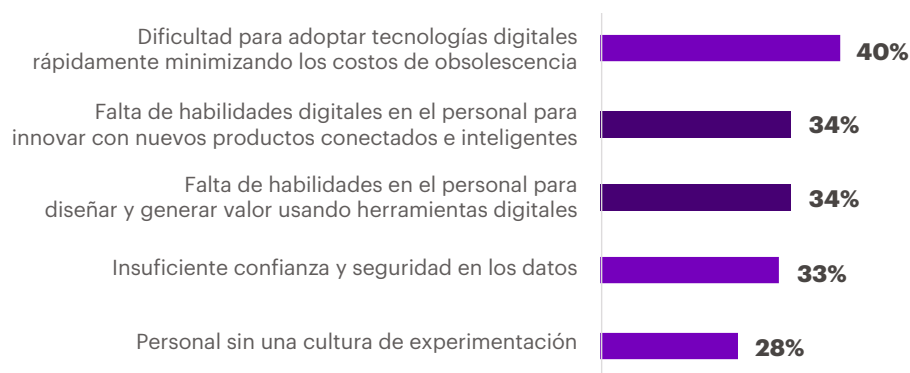 Dificultad para adoptar tecnologías digitales
rápidamente minimizando los costos de obsolescencia
40%
Falta de habilidades digitales en el personal para
innovar con nuevos productos conectados e inteligentes
34%
Falta de habilidades en el personal para
diseñar y generar valor usando herramientas digitales
34%
Insuficiente confianza y seguridad en los datos
33%
Personal sin una cultura de experimentación
28%